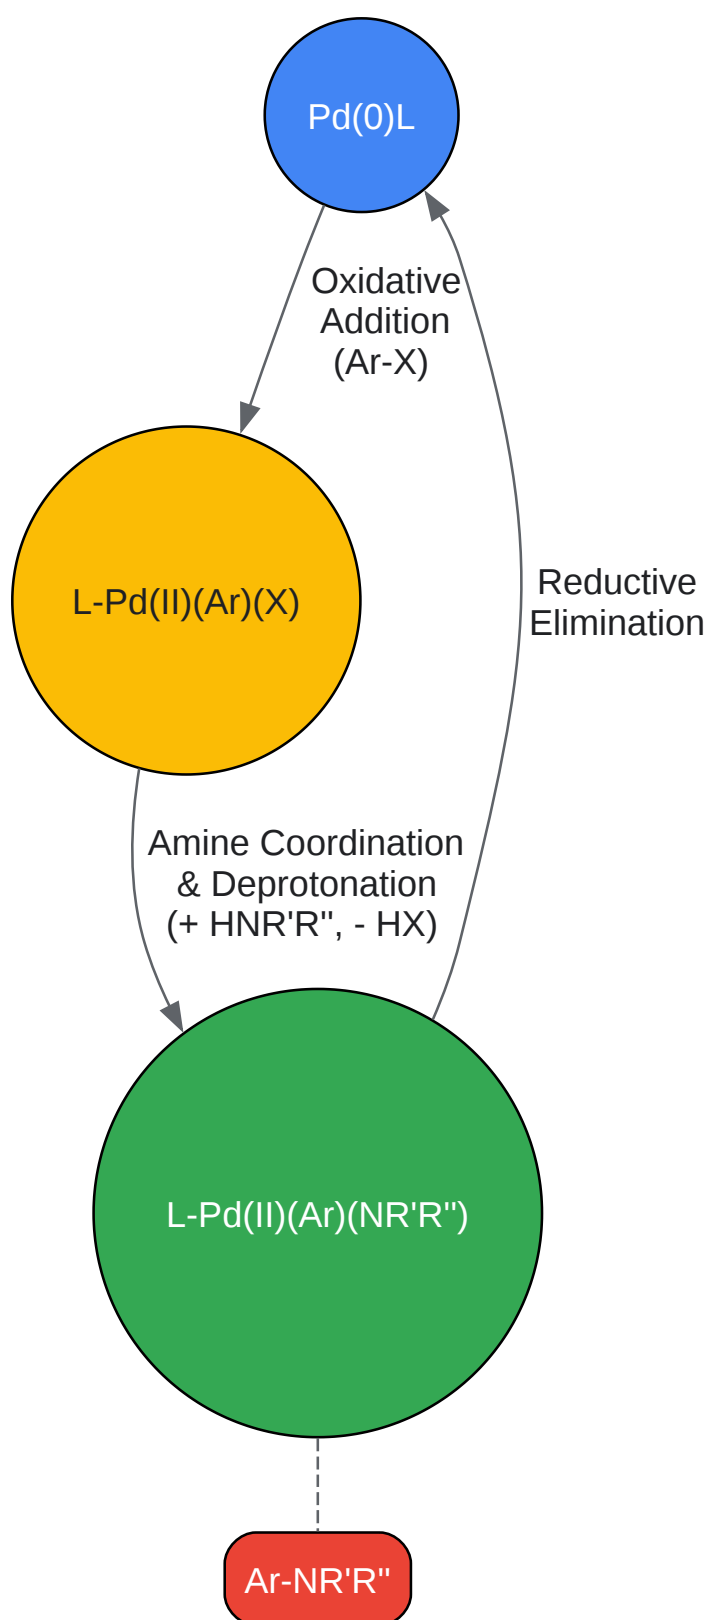 Pd(0)L
Oxidative
Addition
(Ar-X)
L-Pd(II)(Ar)(X)
Reductive
Elimination
Amine Coordination
& Deprotonation
(+ HNR'R", - HX)
L-Pd(II)(Ar)(NR'R")
Ar-NR'R"